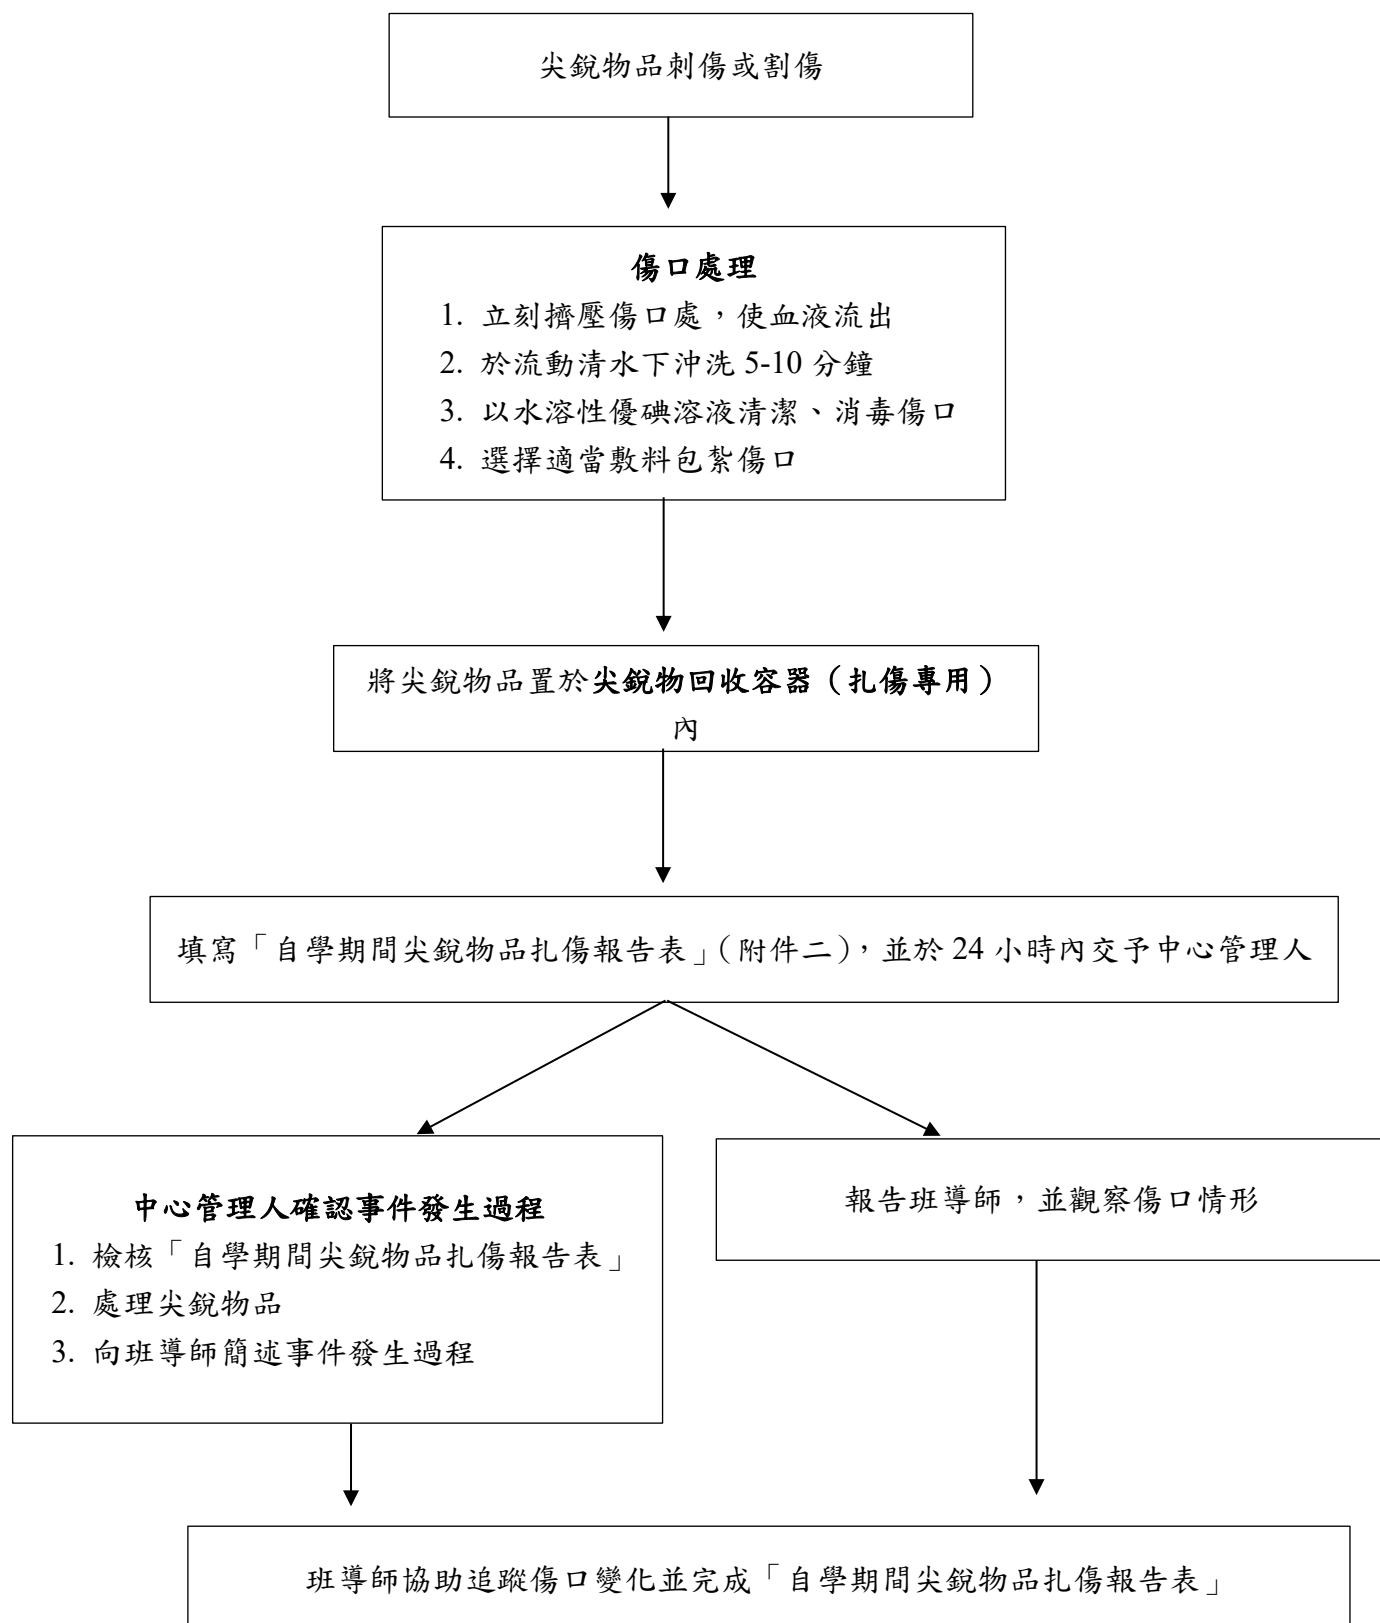 尖銳物品刺傷或割傷
傷口處理
1. 立刻擠壓傷口處，使血液流出
2. 於流動清水下沖洗 5-10 分鐘
3. 以水溶性優碘溶液清潔、消毒傷口
4. 選擇適當敷料包紮傷口
將尖銳物品置於尖銳物回收容器（扎傷專用）
內
填寫「自學期間尖銳物品扎傷報告表」（附件二），並於 24 小時內交予中心管理人
中心管理人確認事件發生過程
1. 檢核「自學期間尖銳物品扎傷報告表」
2. 處理尖銳物品
3. 向班導師簡述事件發生過程
報告班導師，並觀察傷口情形
班導師協助追蹤傷口變化並完成「自學期間尖銳物品扎傷報告表」